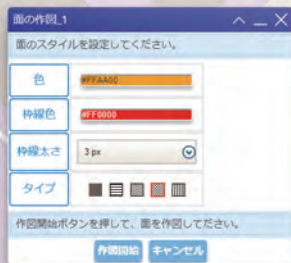 面の作図_1
面のスタイルを設定してください。
色 #FFAA00
枠線色 #FF0000
枠線太さ 3 px
タイプ
作図開始ボタンを押して、面を作図してださい。
作図開始 キャンセル